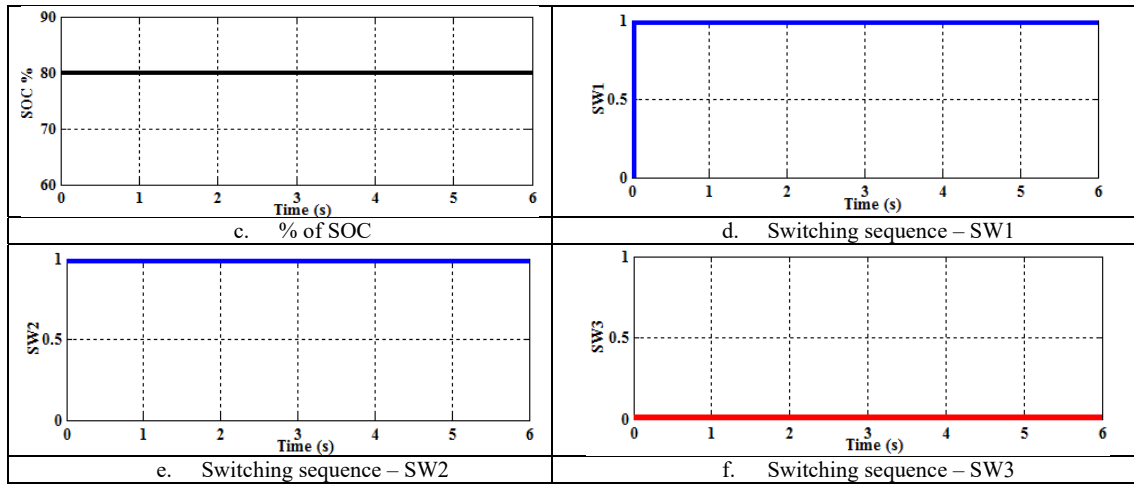 90
80
70
60
SOC %
0 1 2 3 4 5 6
Time (s)
c. % of SOC
1
0.5
0
SW1
0 1 2 3 4 5 6
Time (s)
d. Switching sequence – SW1
1
0.5
0
SW2
0 1 2 3 4 5 6
Time (s)
e. Switching sequence – SW2
1
0.5
0
SW3
0 1 2 3 4 5 6
Time (s)
f. Switching sequence – SW3